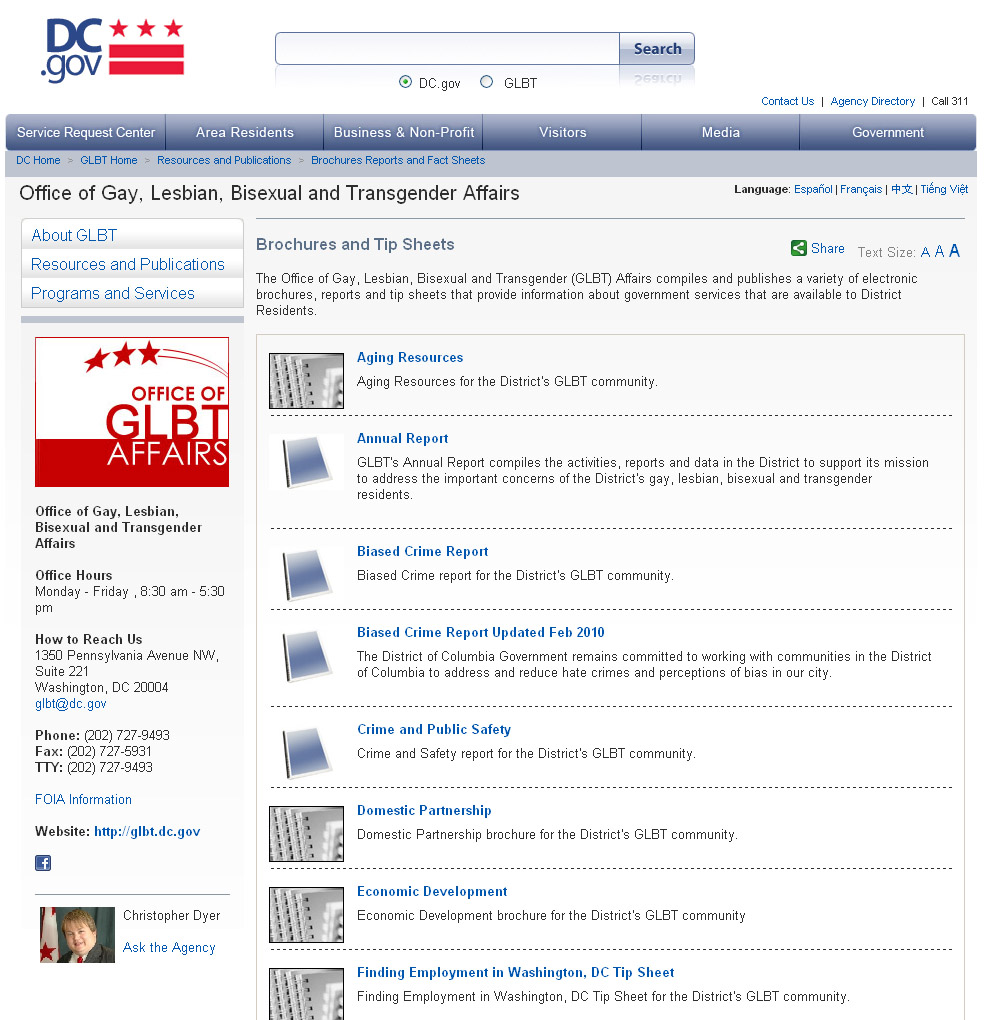 DC
.gov
Search
DC.gov GLBT
Contact Us | Agency Directory | Call 311
Service Request Center Area Residents Business & Non-Profit Visitors Media Government
DC Home > GLBT Home > Resources and Publications > Brochures Reports and Fact Sheets
Office of Gay, Lesbian, Bisexual and Transgender Affairs
Language: Español | Français | 中文 | Tiếng Việt
About GLBT
Resources and Publications
Programs and Services
OFFICE OF
GLBT
AFFAIRS
Office of Gay, Lesbian,
Bisexual and Transgender
Affairs
Office Hours
Monday - Friday , 8:30 am - 5:30
pm
How to Reach Us
1350 Pennsylvania Avenue NW,
Suite 221
Washington, DC 20004
glbt@dc.gov
Phone: (202) 727-9493
Fax: (202) 727-5931
TTY: (202) 727-9493
FOIA Information
Website: http://glbt.dc.gov
f
Christopher Dyer
Ask the Agency
Brochures and Tip Sheets
Share Text Size: A A A
The Office of Gay, Lesbian, Bisexual and Transgender (GLBT) Affairs compiles and publishes a variety of electronic
brochures, reports and tip sheets that provide information about government services that are available to District
Residents.
Aging Resources
Aging Resources for the District's GLBT community.
Annual Report
GLBT's Annual Report compiles the activities, reports and data in the District to support its mission
to address the important concerns of the District's gay, lesbian, bisexual and transgender
residents.
Biased Crime Report
Biased Crime report for the District's GLBT community.
Biased Crime Report Updated Feb 2010
The District of Columbia Government remains committed to working with communities in the District
of Columbia to address and reduce hate crimes and perceptions of bias in our city.
Crime and Public Safety
Crime and Safety report for the District's GLBT community.
Domestic Partnership
Domestic Partnership brochure for the District's GLBT community.
Economic Development
Economic Development brochure for the District's GLBT community
Finding Employment in Washington, DC Tip Sheet
Finding Employment in Washington, DC Tip Sheet for the District's GLBT community.